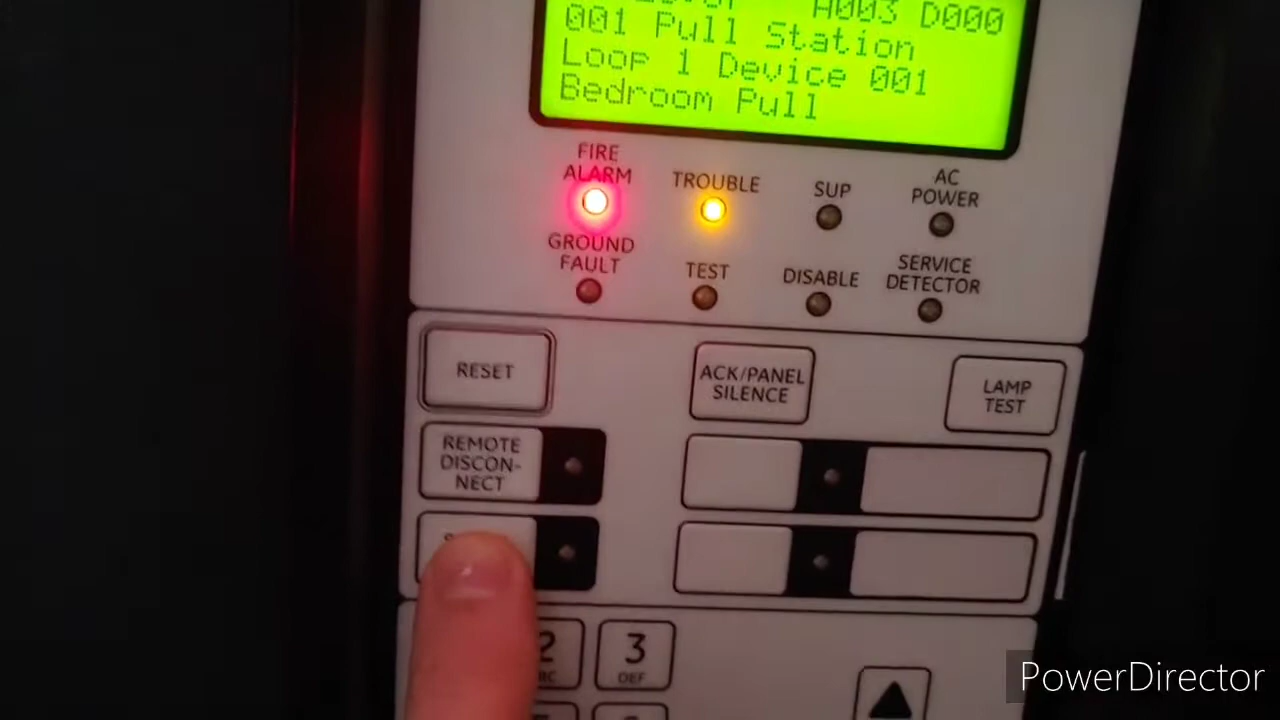 A003 D000
001 Pull Station
Loop 1 Device 001
Bedroom Pull
FIRE
ALARM
TROUBLE
SUP
AC
POWER
GROUND
FAULT
TEST
DISABLE
SERVICE
DETECTOR
RESET
ACK/PANEL
SILENCE
LAMP
TEST
REMOTE
DISCON-
NECT
2
3
DEF
PowerDirector